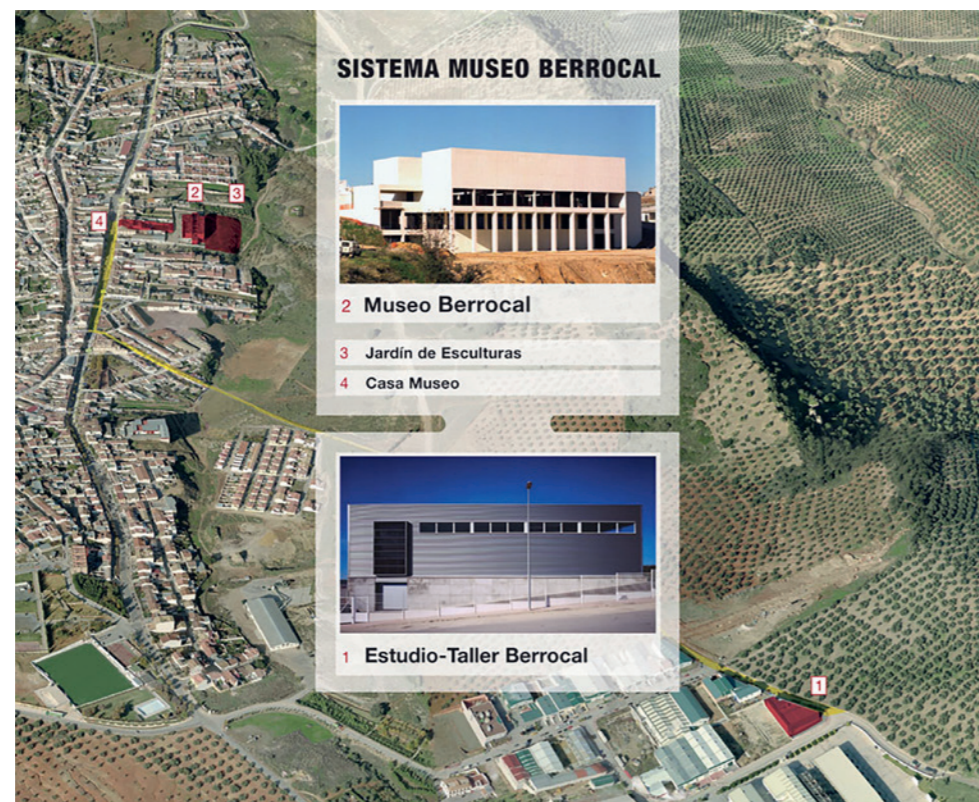 SISTEMA MUSEO BERROCAL
2 Museo Berrocal
3 Jardín de Esculturas
4 Casa Museo
1 Estudio-Taller Berrocal
2
3
4
1